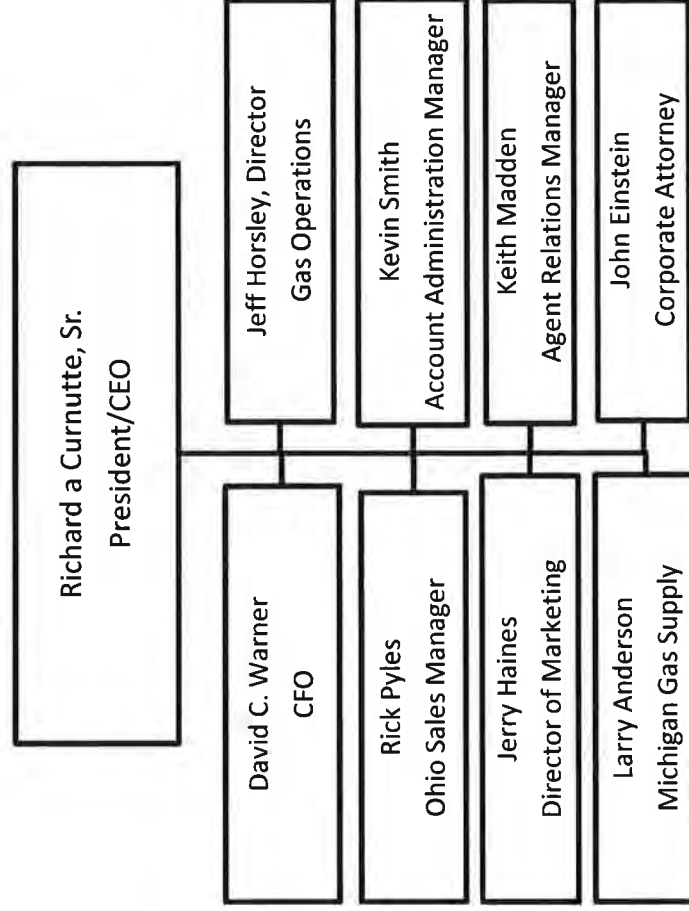 Richard a Curnutte, Sr.
President/CEO
David C. Warner
CFO
Jeff Horsley, Director
Gas Operations
Rick Pyles
Ohio Sales Manager
Kevin Smith
Account Administration Manager
Jerry Haines
Director of Marketing
Keith Madden
Agent Relations Manager
Larry Anderson
Michigan Gas Supply
John Einstein
Corporate Attorney